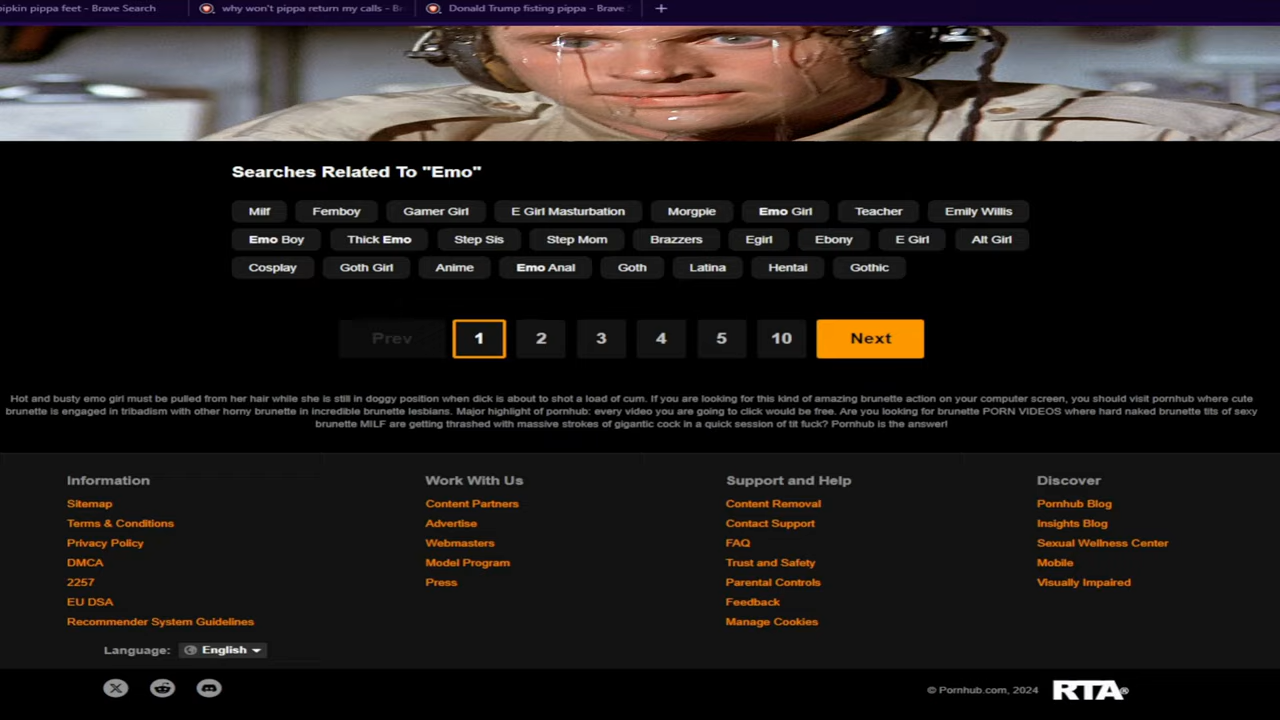 ipkin pippa feet - Brave Search why won't pippa return my calls - Br Donald Trump fisting pippa - Brave S +
Searches Related To "Emo"
Milf Femboy Gamer Girl E Girl Masturbation Morgpie Emo Girl Teacher Emily Willis
Emo Boy Thick Emo Step Sis Step Mom Brazzers Egirl Ebony E Girl Alt Girl
Cosplay Goth Girl Anime Emo Anal Goth Latina Hentai Gothic
Prev 1 2 3 4 5 10 Next
Hot and busty emo girl must be pulled from her hair while she is still in doggy position when dick is about to shot a load of cum. If you are looking for this kind of amazing brunette action on your computer screen, you should visit pornhub where cute
brunette is engaged in tribadism with other horny brunette in incredible brunette lesbians. Major highlight of pornhub: every video you are going to click would be free. Are you looking for brunette PORN VIDEOS where hard naked brunette tits of sexy
brunette MILF are getting thrashed with massive strokes of gigantic cock in a quick session of tit fuck? Pornhub is the answer!
Information Work With Us Support and Help Discover
Sitemap Content Partners Content Removal Pornhub Blog
Terms & Conditions Advertise Contact Support Insights Blog
Privacy Policy Webmasters FAQ Sexual Wellness Center
DMCA Model Program Trust and Safety Mobile
2257 Press Parental Controls Visually Impaired
EU DSA Feedback
Recommender System Guidelines Manage Cookies
Language: English
© Pornhub.com, 2024 RTA®